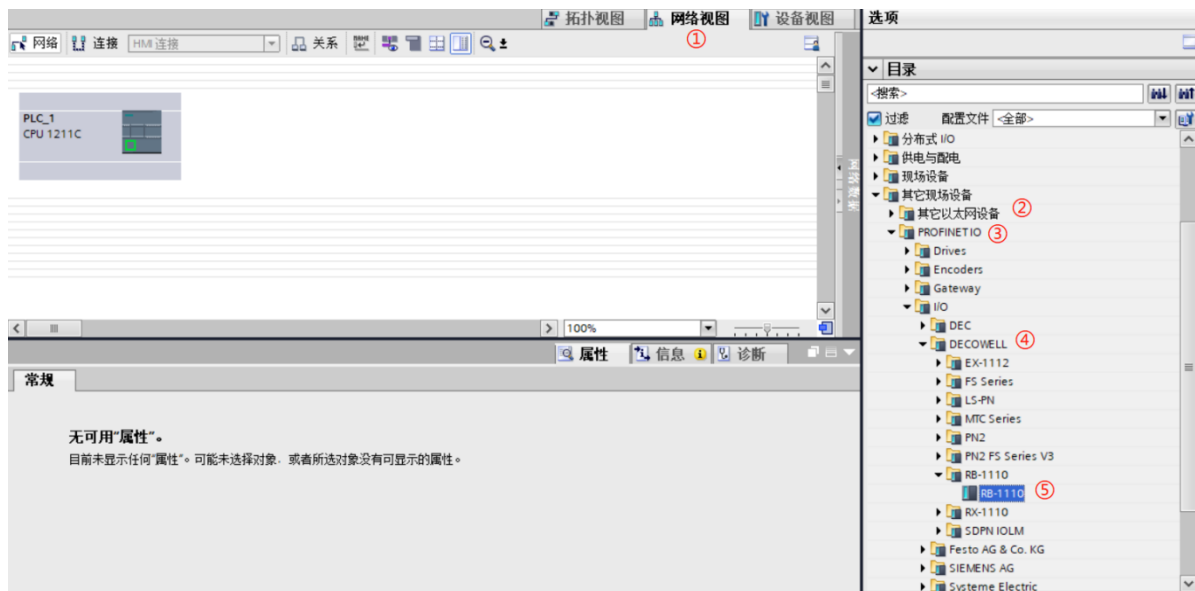 拓扑视图 网络视图 设备视图 选项
①
网络 连接 HMI 连接 关系
目录
<搜索>
过滤 配置文件 <全部>
PLC_1
CPU 1211C
分布式 I/O
供电与配电
现场设备
其它现场设备
其它以太网设备 ②
PROFINET IO ③
Drives
Encoders
Gateway
I/O
DEC
DECOWELL ④
EX-1112
FS Series
LS-PN
MTC Series
PN2
PN2 FS Series V3
RB-1110
RB-1110 ⑤
RX-1110
SDPN IOLM
Festo AG & Co. KG
SIEMENS AG
Systeme Electric
网络数据
100%
属性 信息 诊断
常规
无可用“属性”。
目前未显示任何“属性”。可能未选择对象，或者所选对象没有可显示的属性。